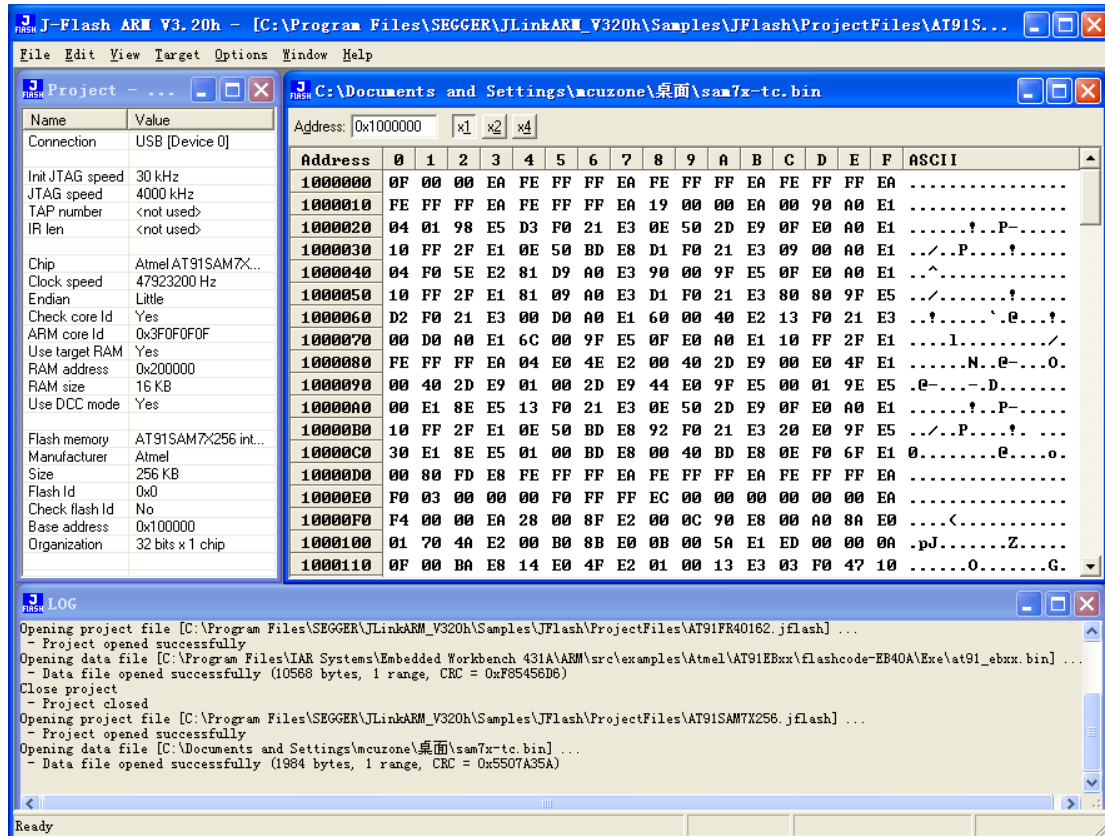 J-Flash ARM V3.20h - [C:\Program Files\SEGGER\JLinkARM_V320h\Samples\JFlash\ProjectFiles\AT91S...
File Edit View Target Options Window Help
Project - ...
Name Value
Connection USB [Device 0]
Init JTAG speed 30 kHz
JTAG speed 4000 kHz
TAP number <not used>
IR len <not used>
Chip Atmel AT91SAM7X...
Clock speed 47923200 Hz
Endian Little
Check core Id Yes
ARM core Id 0x3F0F0F0F
Use target RAM Yes
RAM address 0x200000
RAM size 16 KB
Use DCC mode Yes
Flash memory AT91SAM7X256 int...
Manufacturer Atmel
Size 256 KB
Flash Id 0x0
Check flash Id No
Base address 0x100000
Organization 32 bits x 1 chip
C:\Documents and Settings\mcuzone\桌面\sam7x-tc.bin
Address: 0x1000000 x1 x2 x4
Address 0 1 2 3 4 5 6 7 8 9 A B C D E F ASCII
1000000 0F 00 00 EA FE FF FF EA FE FF FF EA FE FF FF EA ................
1000010 FE FF FF EA FE FF FF EA 19 00 00 EA 00 90 A0 E1 ................
1000020 04 01 98 E5 D3 F0 21 E3 0E 50 2D E9 0F E0 A0 E1 ......!..P-.....
1000030 10 FF 2F E1 0E 50 BD E8 D1 F0 21 E3 09 00 A0 E1 ../..P....!.....
1000040 04 F0 5E E2 81 D9 A0 E3 90 00 9F E5 0F E0 A0 E1 ..^.............
1000050 10 FF 2F E1 81 09 A0 E3 D1 F0 21 E3 80 80 9F E5 ../.......!.....
1000060 D2 F0 21 E3 00 D0 A0 E1 60 00 40 E2 13 F0 21 E3 ..!.....`.@...!.
1000070 00 D0 A0 E1 6C 00 9F E5 0F E0 A0 E1 10 FF 2F E1 ....l........./.
1000080 FE FF FF EA 04 E0 4E E2 00 40 2D E9 00 E0 4F E1 ......N..@-...O.
1000090 00 40 2D E9 01 00 2D E9 44 E0 9F E5 00 01 9E E5 .@-...-.D.......
10000A0 00 E1 8E E5 13 F0 21 E3 0E 50 2D E9 0F E0 A0 E1 ......!..P-.....
10000B0 10 FF 2F E1 0E 50 BD E8 92 F0 21 E3 20 E0 9F E5 ../..P....!. ...
10000C0 30 E1 8E E5 01 00 BD E8 00 40 BD E8 0E F0 6F E1 0........@....o.
10000D0 00 80 FD E8 FE FF FF EA FE FF FF EA FE FF FF EA ................
10000E0 F0 03 00 00 00 F0 FF FF EC 00 00 00 00 00 00 EA ................
10000F0 F4 00 00 EA 28 00 8F E2 00 0C 90 E8 00 A0 8A E0 ....(...........
1000100 01 70 4A E2 00 B0 8B E0 0B 00 5A E1 ED 00 00 0A .pJ.......Z.....
1000110 0F 00 BA E8 14 E0 4F E2 01 00 13 E3 03 F0 47 10 ......O.......G.
LOG
Opening project file [C:\Program Files\SEGGER\JLinkARM_V320h\Samples\JFlash\ProjectFiles\AT91FR40162.jflash] ...
- Project opened successfully
Opening data file [C:\Program Files\IAR Systems\Embedded Workbench 431A\ARM\src\examples\Atmel\AT91EBxx\flashcode-EB40A\Exe\at91_ebxx.bin] ...
- Data file opened successfully (10568 bytes, 1 range, CRC = 0xF85456D6)
Close project
- Project closed
Opening project file [C:\Program Files\SEGGER\JLinkARM_V320h\Samples\JFlash\ProjectFiles\AT91SAM7X256.jflash] ...
- Project opened successfully
Opening data file [C:\Documents and Settings\mcuzone\桌面\sam7x-tc.bin] ...
- Data file opened successfully (1984 bytes, 1 range, CRC = 0x5507A35A)
Ready